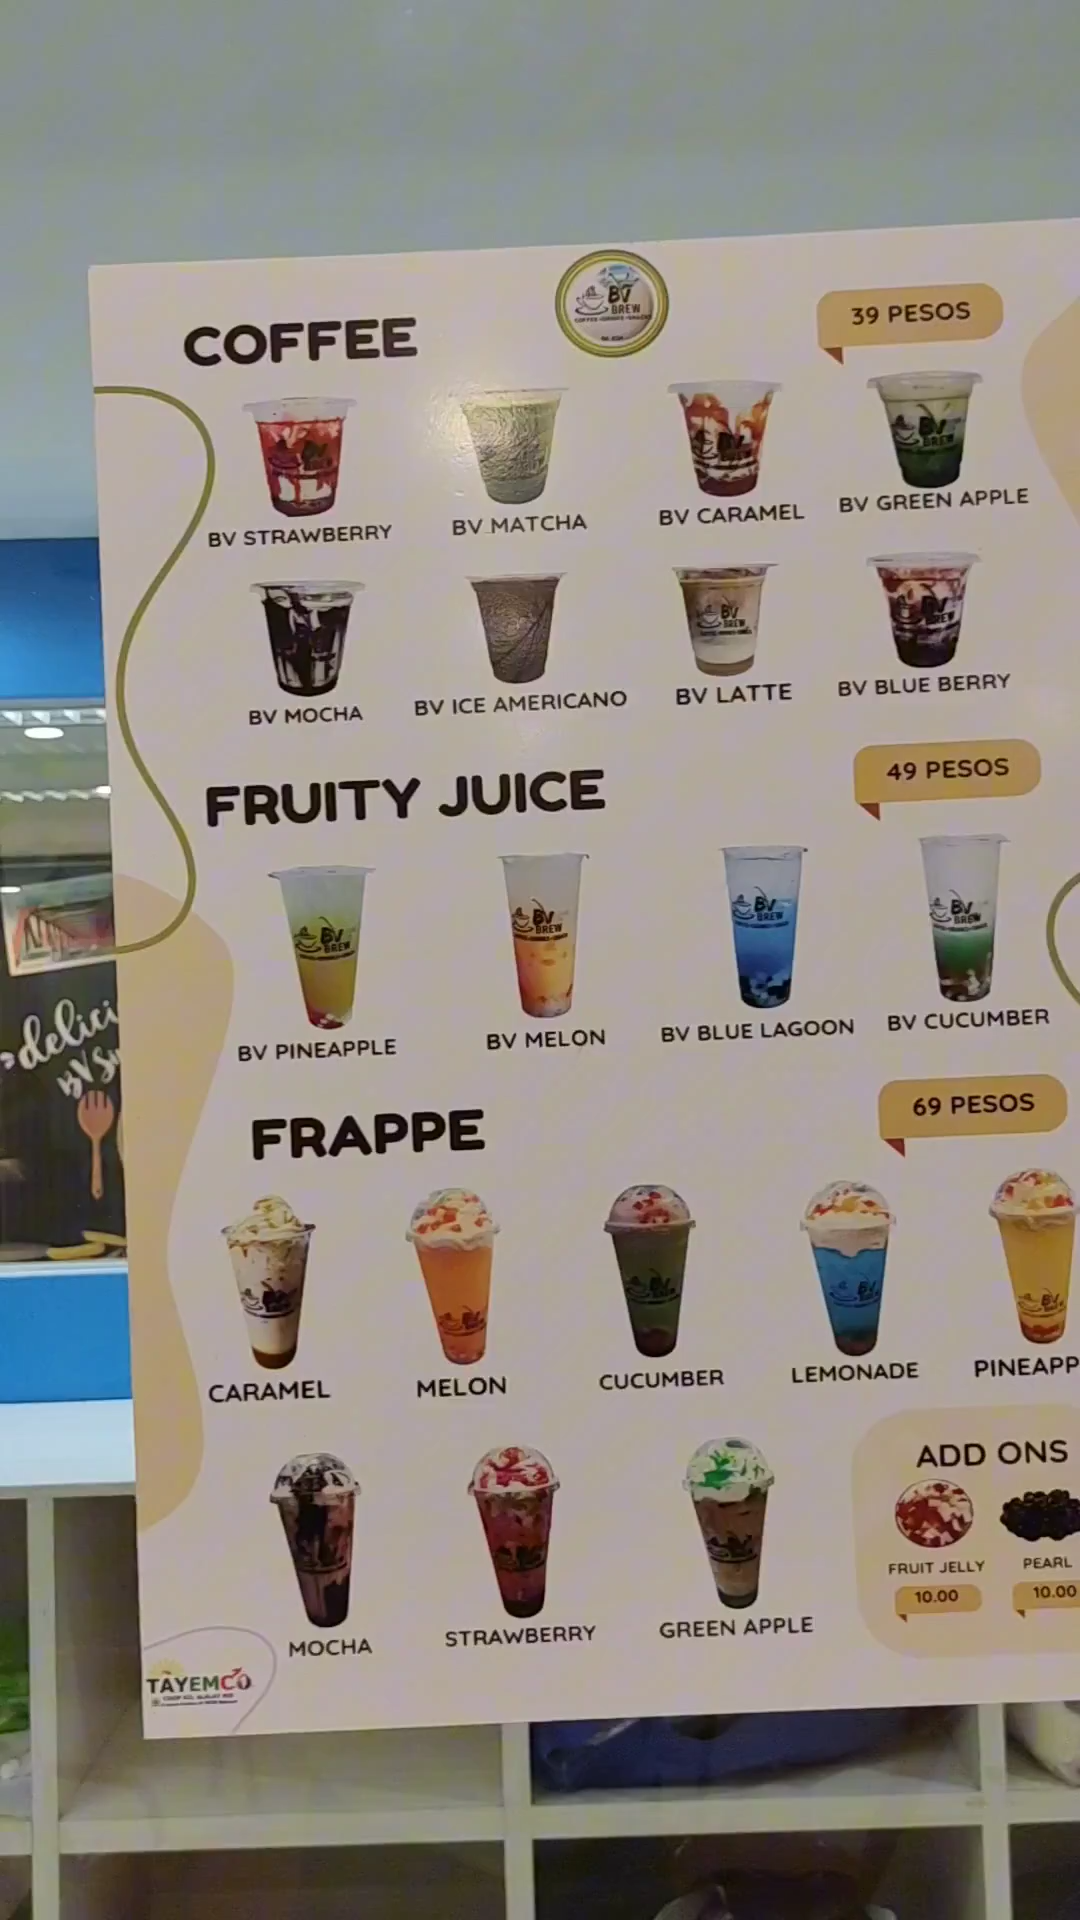 BV
BREW
COFFEE
39 PESOS
BV STRAWBERRY
BV MATCHA
BV CARAMEL
BV GREEN APPLE
BV MOCHA
BV ICE AMERICANO
BV LATTE
BV BLUE BERRY
FRUITY JUICE
49 PESOS
BV PINEAPPLE
BV MELON
BV BLUE LAGOON
BV CUCUMBER
FRAPPE
69 PESOS
CARAMEL
MELON
CUCUMBER
LEMONADE
PINEAPP
MOCHA
STRAWBERRY
GREEN APPLE
ADD ONS
FRUIT JELLY
PEARL
10.00
10.00
TAYEMCO
delici